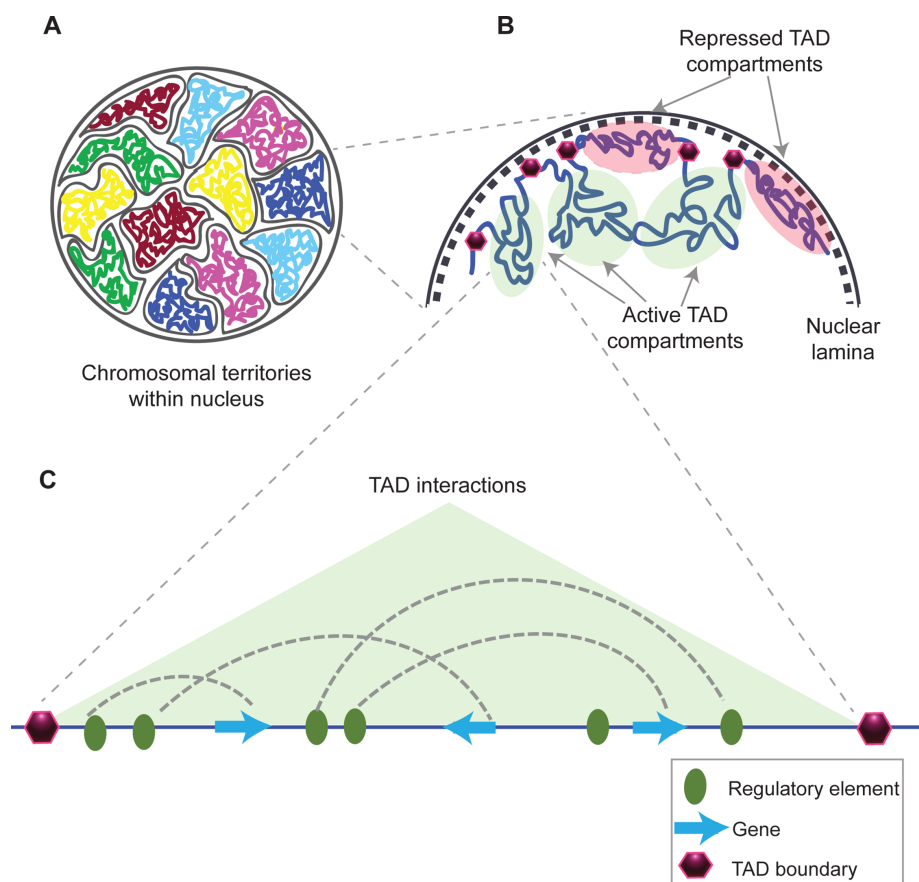 A
B
Repressed TAD
compartments
Active TAD
compartments
Nuclear
lamina
Chromosomal territories
within nucleus
C
TAD interactions
Regulatory element
Gene
TAD boundary